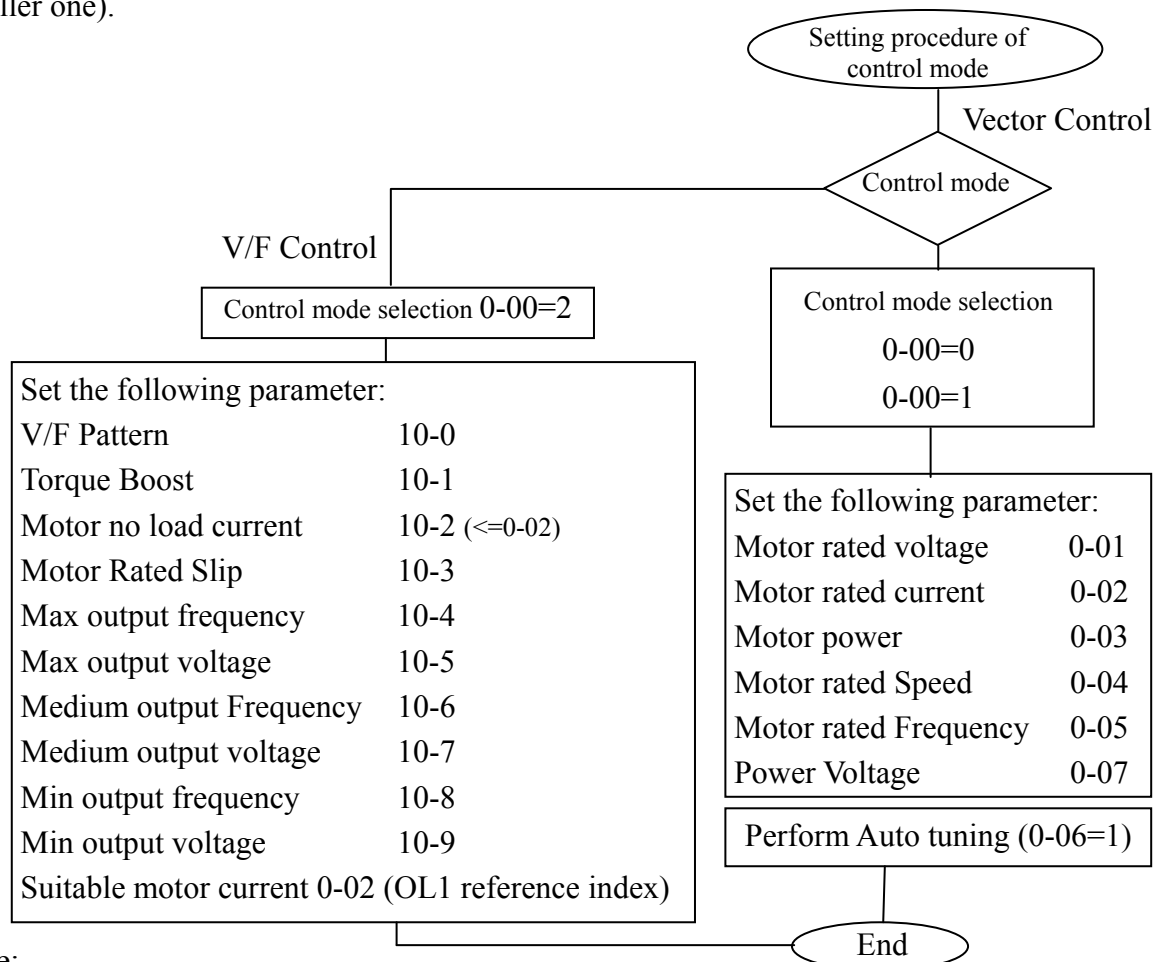 ller one).
Setting procedure of
control mode
Vector Control
Control mode
V/F Control
Control mode selection 0-00=2
Control mode selection
0-00=0
0-00=1
Set the following parameter:
V/F Pattern 10-0
Torque Boost 10-1
Motor no load current 10-2 (<=0-02)
Motor Rated Slip 10-3
Max output frequency 10-4
Max output voltage 10-5
Medium output Frequency 10-6
Medium output voltage 10-7
Min output frequency 10-8
Min output voltage 10-9
Suitable motor current 0-02 (OL1 reference index)
Set the following parameter:
Motor rated voltage 0-01
Motor rated current 0-02
Motor power 0-03
Motor rated Speed 0-04
Motor rated Frequency 0-05
Power Voltage 0-07
Perform Auto tuning (0-06=1)
End